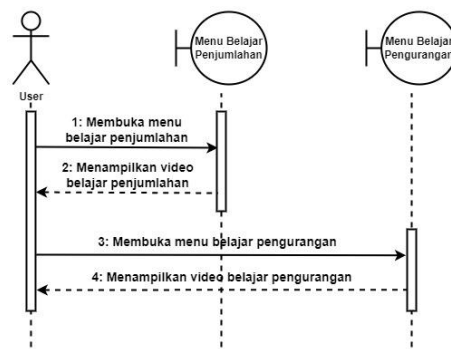 Menu Belajar
Penjumlahan
Menu Belajar
Pengurangan
User
1: Membuka menu
belajar penjumlahan
2: Menampilkan video
belajar penjumlahan
3: Membuka menu belajar pengurangan
4: Menampilkan video belajar pengurangan